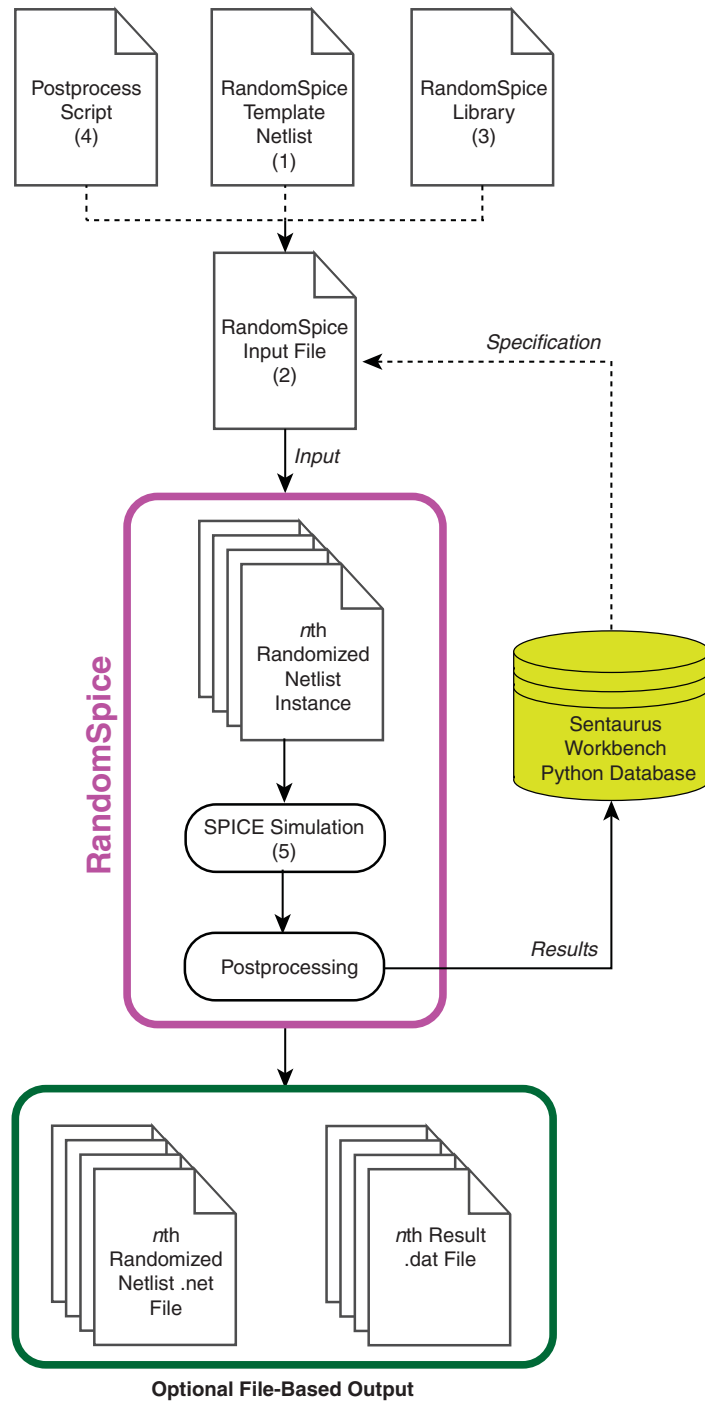 Postprocess
Script
(4)
RandomSpice
Template
Netlist
(1)
RandomSpice
Library
(3)
RandomSpice
Input File
(2)
Specification
Input
RandomSpice
nth
Randomized
Netlist
Instance
Sentaurus
Workbench
Python Database
SPICE Simulation
(5)
Postprocessing
Results
nth
Randomized
Netlist .net
File
nth Result
.dat File
Optional File-Based Output